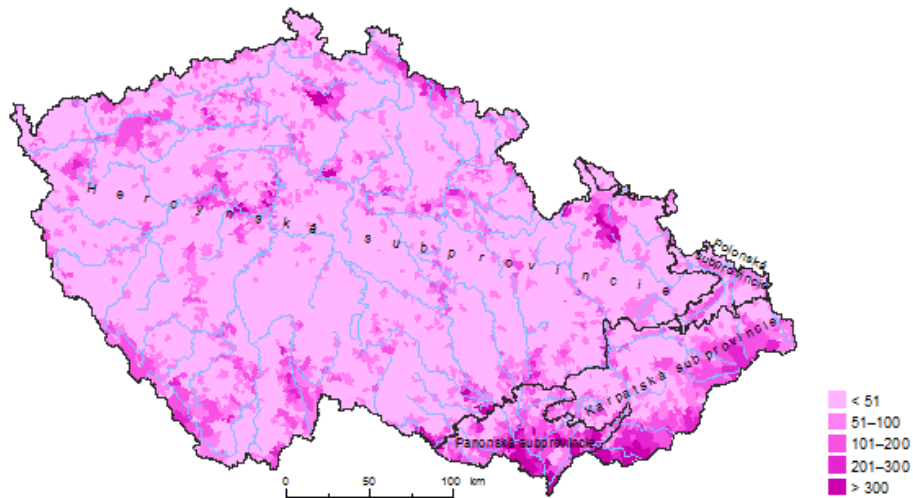 Hercynská subprovincie
Polonská
subprovincie
Karpatská subprovincie
Panonská subprovincie
< 51
51–100
101–200
201–300
> 300
0 50 100 km